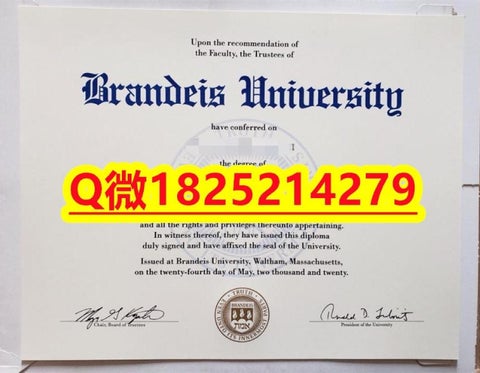 Upon the recommendation of
the Faculty, the Trustees of
Brandeis University
have conferred on
the degree of
Q微1825214279
and all the rights and privileges thereunto appertaining.
In witness thereof, they have issued this diploma
duly signed and have affixed the seal of the University.
Issued at Brandeis University, Waltham, Massachusetts,
on the twenty-fourth day of May, two thousand and twenty.
BRANDEIS
Chair, Board of Trustees
President of the University